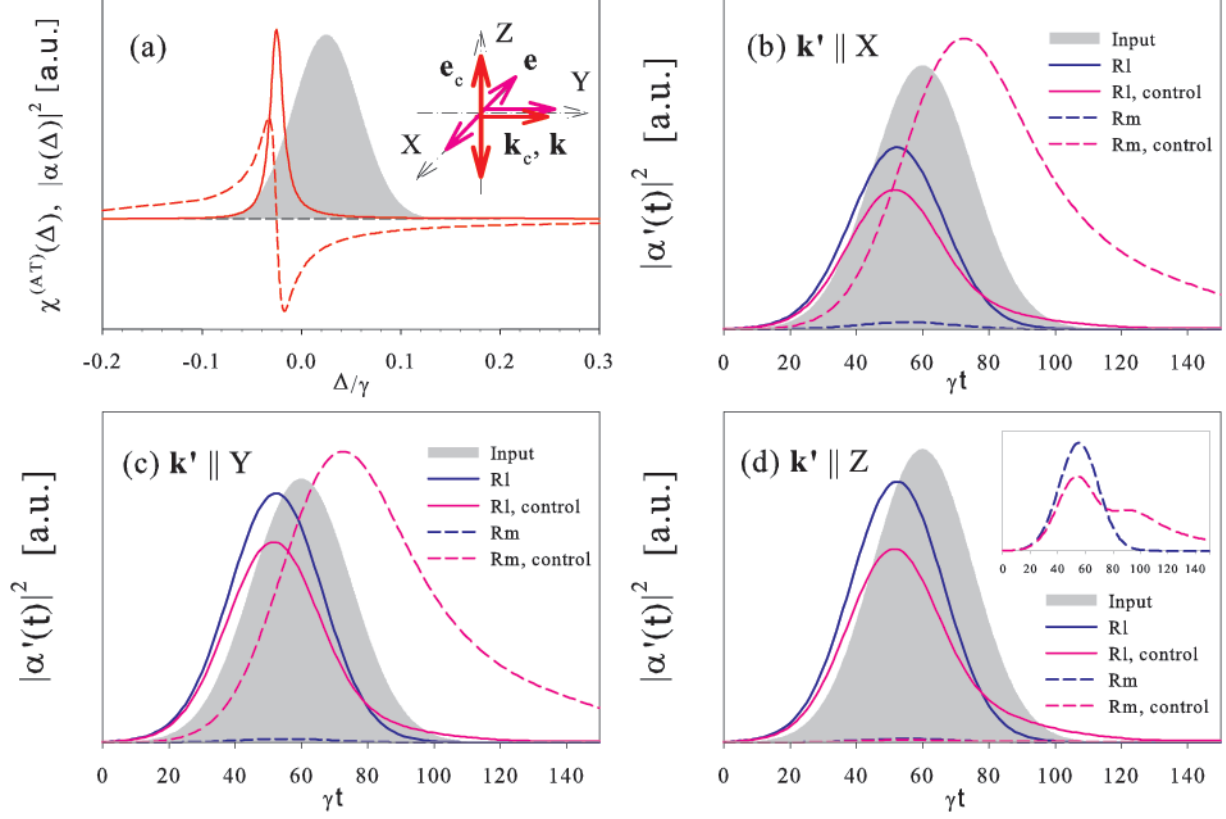 χ^(AT)(Δ), |α(Δ)|² [a.u.]
(a)
Z
e_c
e
Y
X
k_c, k
-0.2 -0.1 0.0 0.1 0.2 0.3
Δ/γ
|α'(t)|² [a.u.]
(b) k' || X
Input
Rl
Rl, control
Rm
Rm, control
0 20 40 60 80 100 120 140
γt
|α'(t)|² [a.u.]
(c) k' || Y
Input
Rl
Rl, control
Rm
Rm, control
0 20 40 60 80 100 120 140
γt
|α'(t)|² [a.u.]
(d) k' || Z
0 20 40 60 80 100 120 140
Input
Rl
Rl, control
Rm
Rm, control
0 20 40 60 80 100 120 140
γt